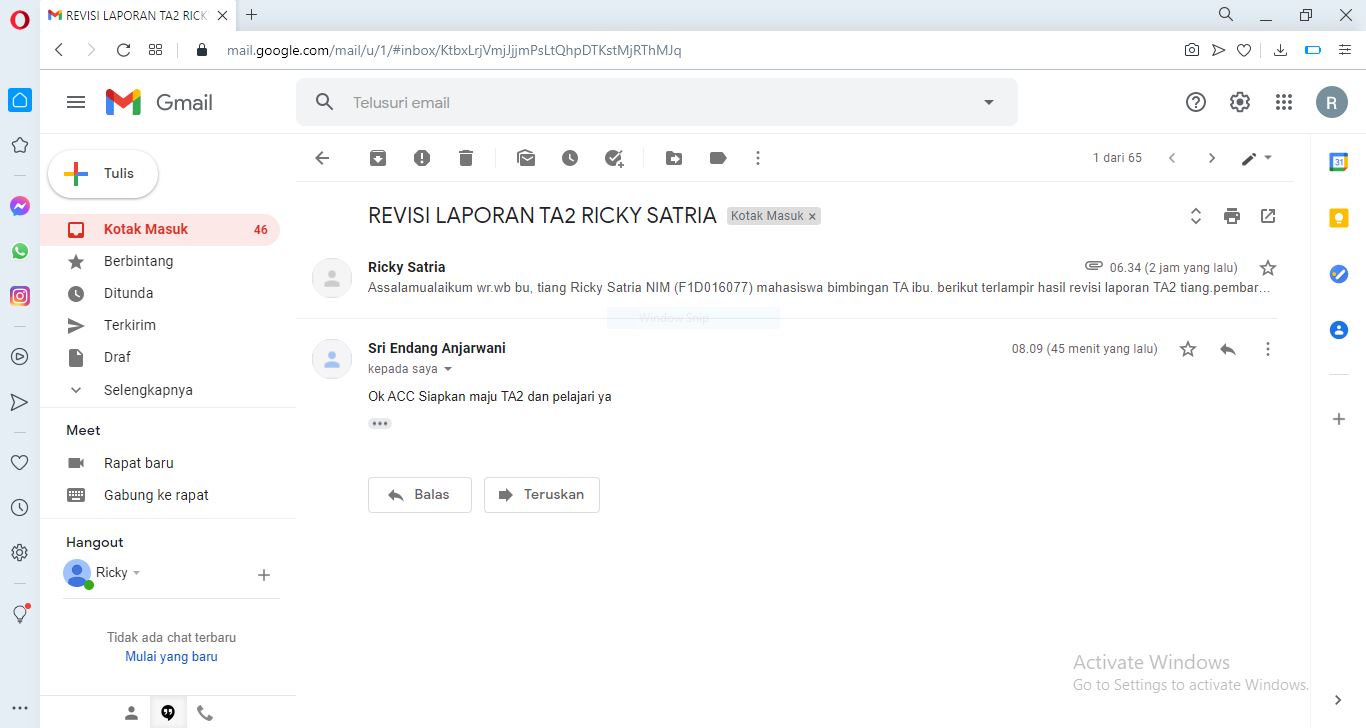 REVISI LAPORAN TA2 RICK
mail.google.com/mail/u/1/#inbox/KtbxLrjVmjJjjmPsLtQhpDTKstMjRThMJq
Gmail
Telusuri email
R
Tulis
1 dari 65
31
Kotak Masuk 46
Berbintang
Ditunda
Terkirim
Draf
Selengkapnya
Meet
Rapat baru
Gabung ke rapat
Hangout
Ricky
Tidak ada chat terbaru
Mulai yang baru
REVISI LAPORAN TA2 RICKY SATRIA Kotak Masuk x
Ricky Satria 06.34 (2 jam yang lalu)
Assalamualaikum wr.wb bu, tiang Ricky Satria NIM (F1D016077) mahasiswa bimbingan TA ibu. berikut terlampir hasil revisi laporan TA2 tiang.pembar...
Window Snip
Sri Endang Anjarwani 08.09 (45 menit yang lalu)
kepada saya
Ok ACC Siapkan maju TA2 dan pelajari ya
Balas Teruskan
Activate Windows
Go to Settings to activate Windows.